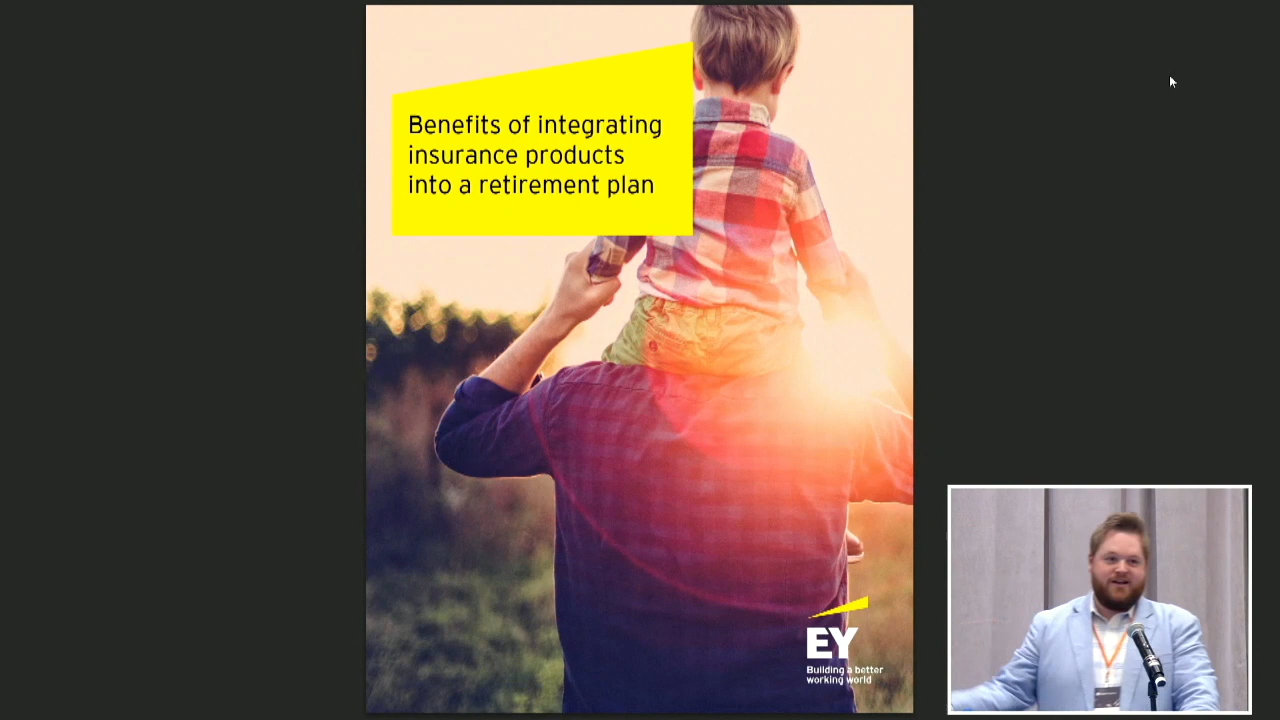 Benefits of integrating
insurance products
into a retirement plan
EY
Building a better
working world